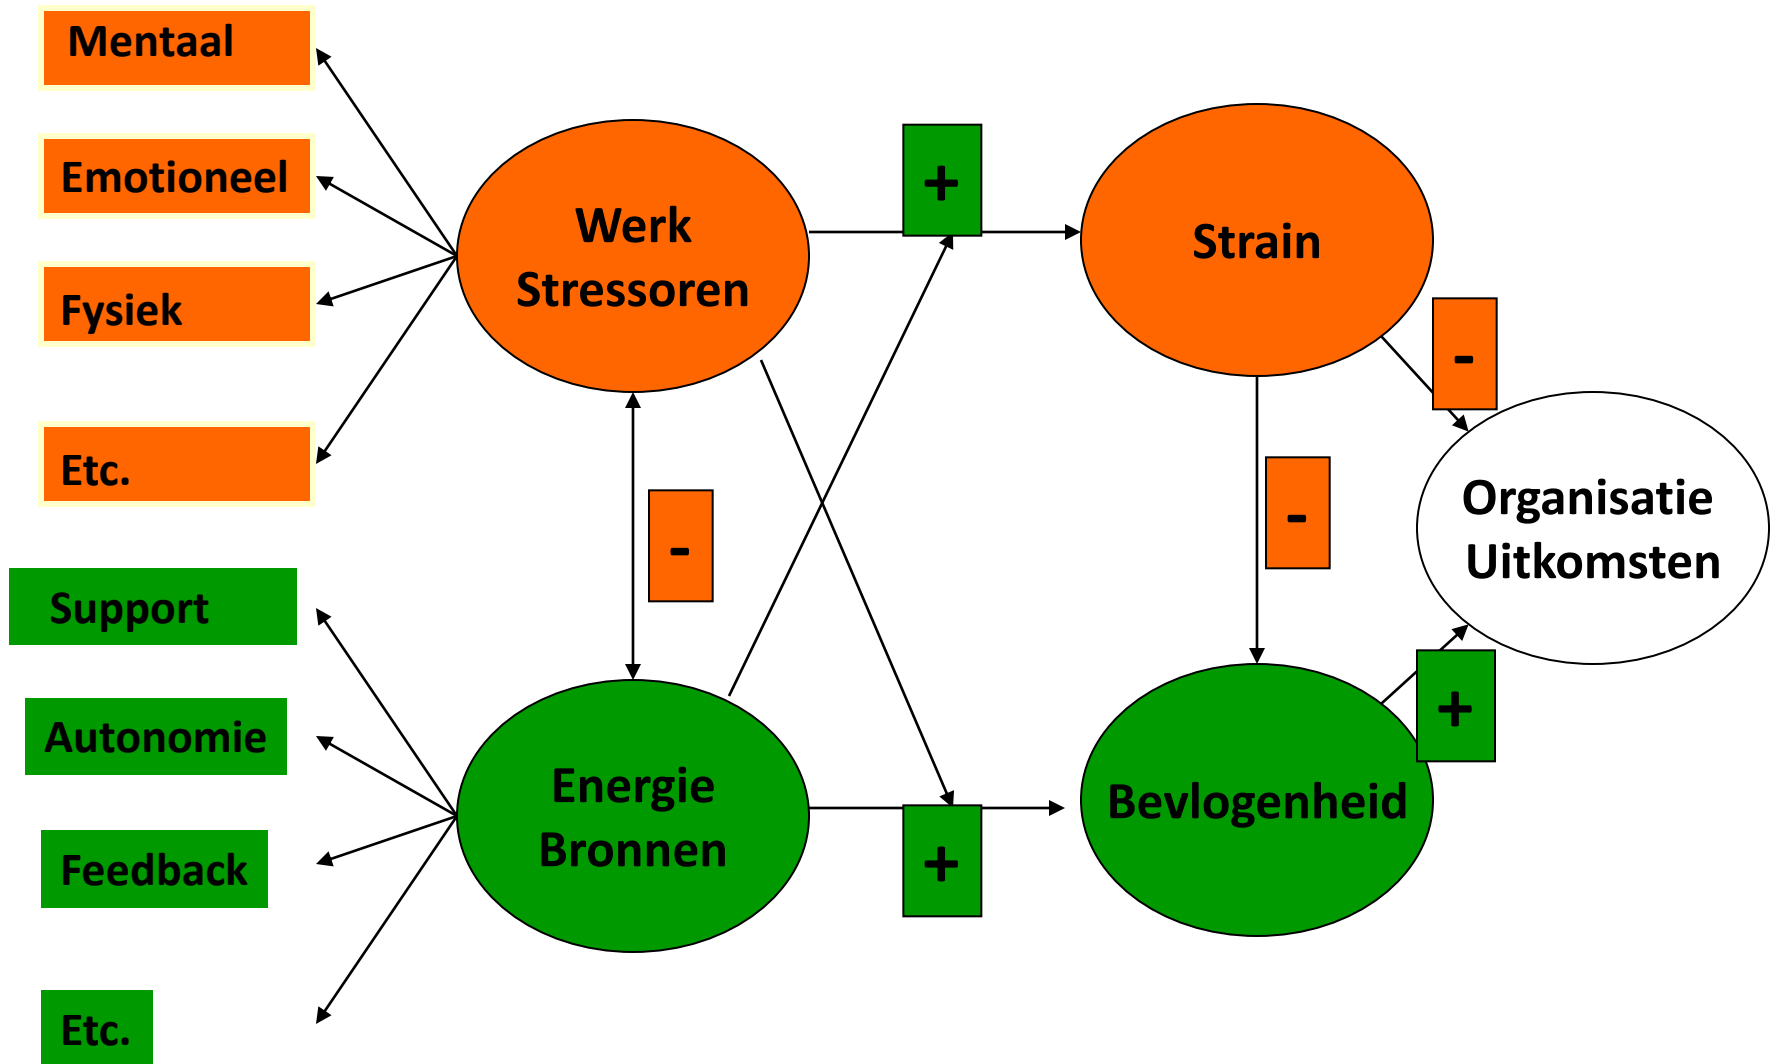 Mentaal
Emotioneel
Fysiek
Etc.
Support
Autonomie
Feedback
Etc.
Werk
Stressoren
-
Energie
Bronnen
+
+
Strain
-
-
Bevlogenheid
+
Organisatie
Uitkomsten